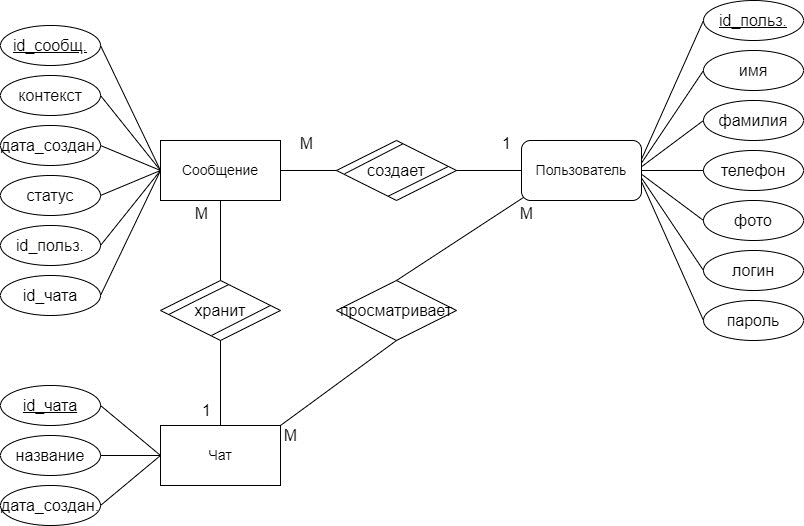 id_сообщ.
контекст
дата_создан.
статус
id_польз.
id_чата
Сообщение
M
создает
1
Пользователь
id_польз.
имя
фамилия
телефон
фото
логин
пароль
M
хранит
1
M
просматривает
M
id_чата
название
дата_создан.
Чат